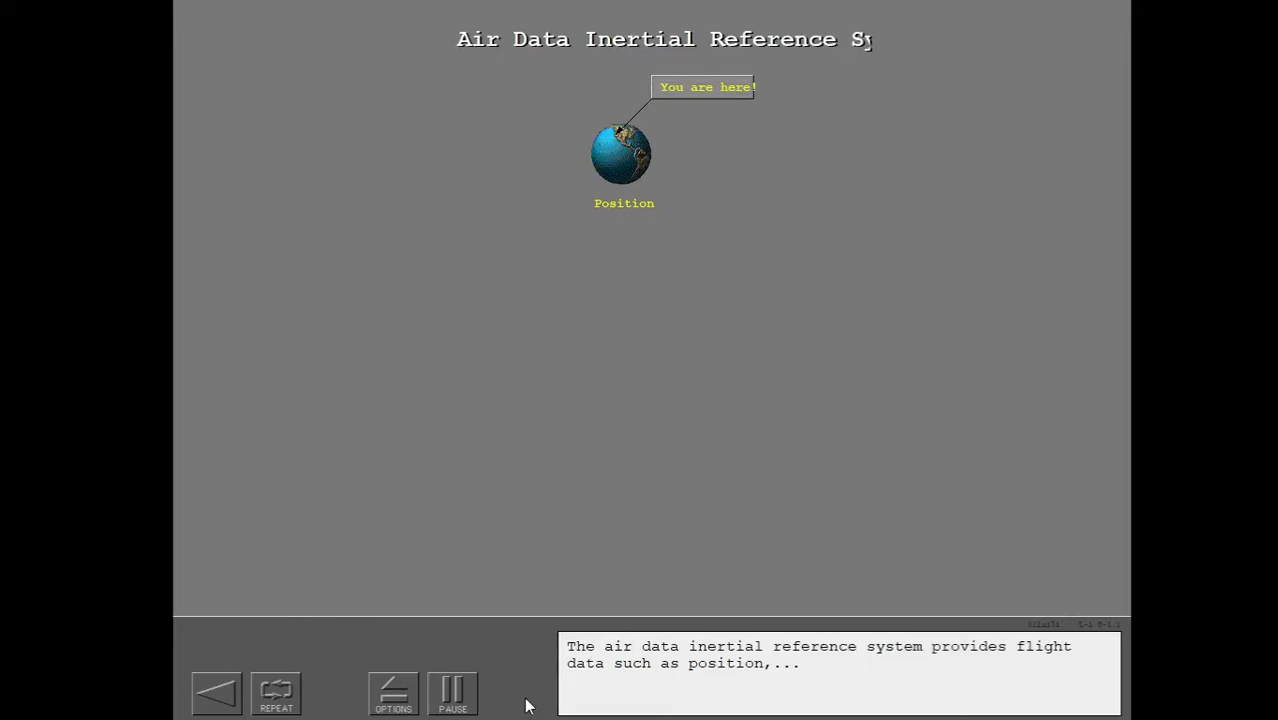 Air Data Inertial Reference Sy
You are here!
Position
The air data inertial reference system provides flight
data such as position,...
REPEAT
OPTIONS
PAUSE